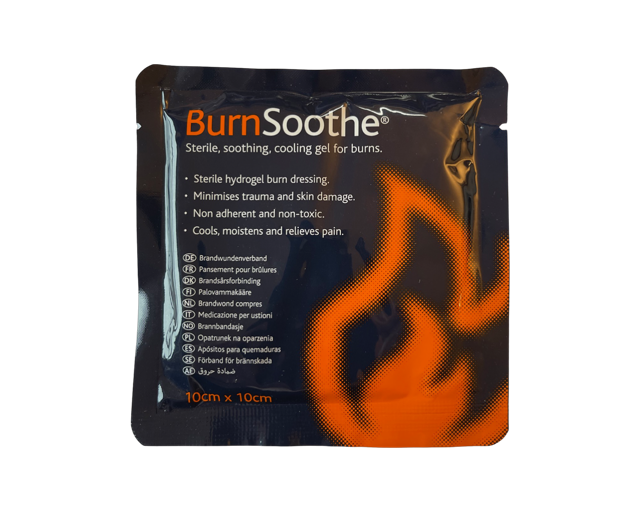 BurnSoothe®
Sterile, soothing, cooling gel for burns.
• Sterile hydrogel burn dressing.
• Minimises trauma and skin damage.
• Non adherent and non-toxic.
• Cools, moistens and relieves pain.
DE Brandwundenverband
FR Pansement pour brûlures
DK Brandsårsforbinding
FI Palovammakääre
NL Brandwond compres
IT Medicazione per ustioni
NO Brannbandasje
PL Opatrunek na oparzenia
ES Apósitos para quemaduras
SE Förband för brännskada
AE ضمادة حروق
10cm x 10cm